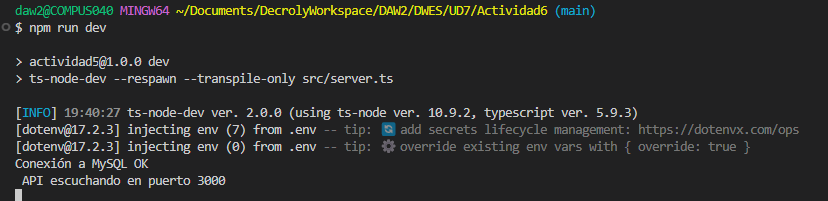 daw2@COMPUS040 MINGW64 ~/Documents/DecrolyWorkspace/DAW2/DWES/UD7/Actividad6 (main)
$ npm run dev
> actividad5@1.0.0 dev
> ts-node-dev --respawn --transpile-only src/server.ts
[INFO] 19:40:27 ts-node-dev ver. 2.0.0 (using ts-node ver. 10.9.2, typescript ver. 5.9.3)
[dotenv@17.2.3] injecting env (7) from .env -- tip: 🔄 add secrets lifecycle management: https://dotenvx.com/ops
[dotenv@17.2.3] injecting env (0) from .env -- tip: ⚙️ override existing env vars with { override: true }
Conexión a MySQL OK
API escuchando en puerto 3000